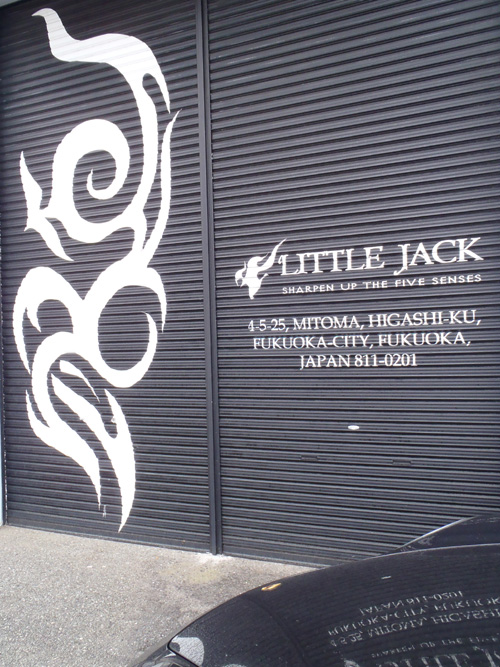 LITTLE JACK
SHARPEN UP THE FIVE SENSES
4-5-25, MITOMA, HIGASHI-KU,
FUKUOKA-CITY, FUKUOKA,
JAPAN 811-0201